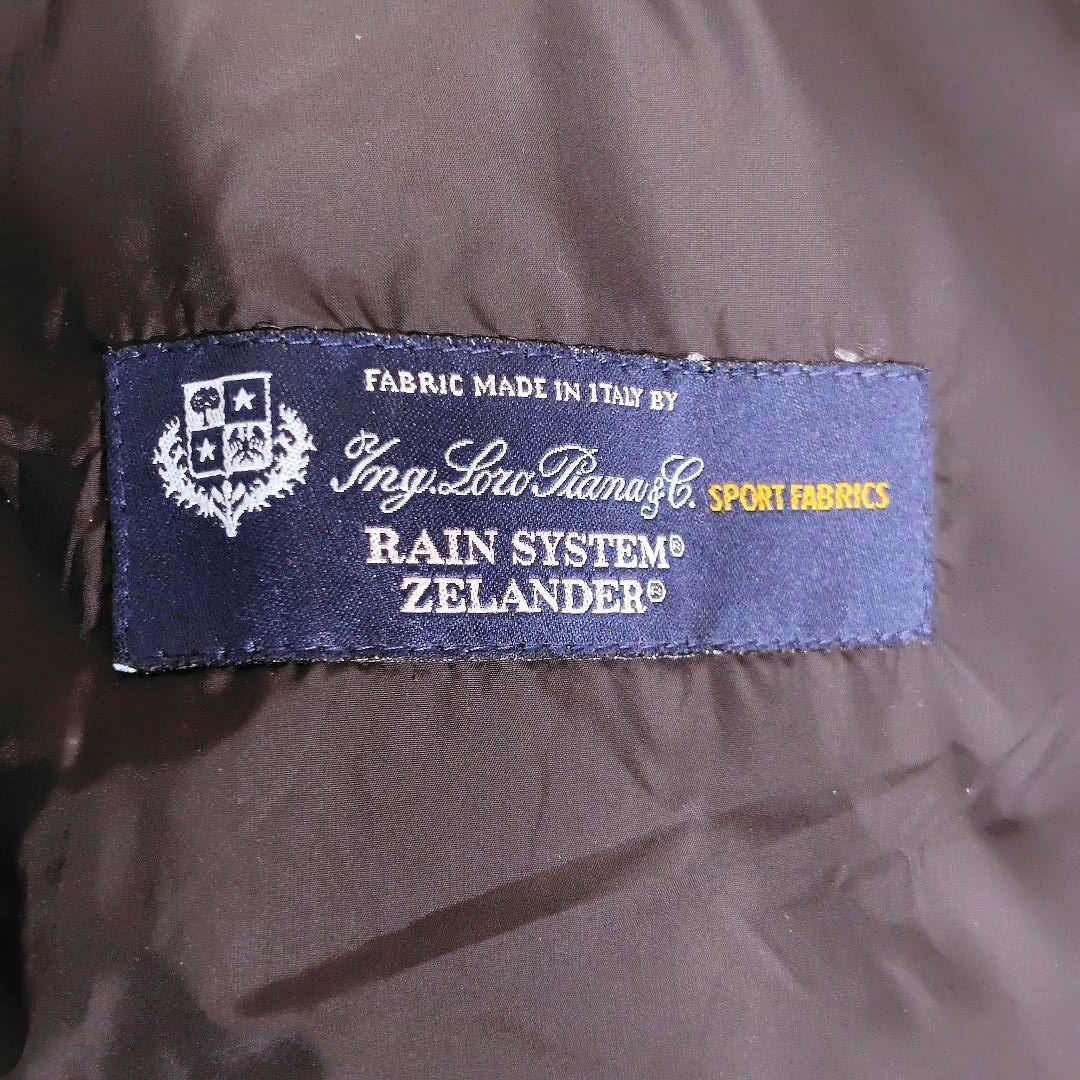 FABRIC MADE IN ITALY BY
Ing. Loro Piana & C. SPORT FABRICS
RAIN SYSTEM®
ZELANDER®